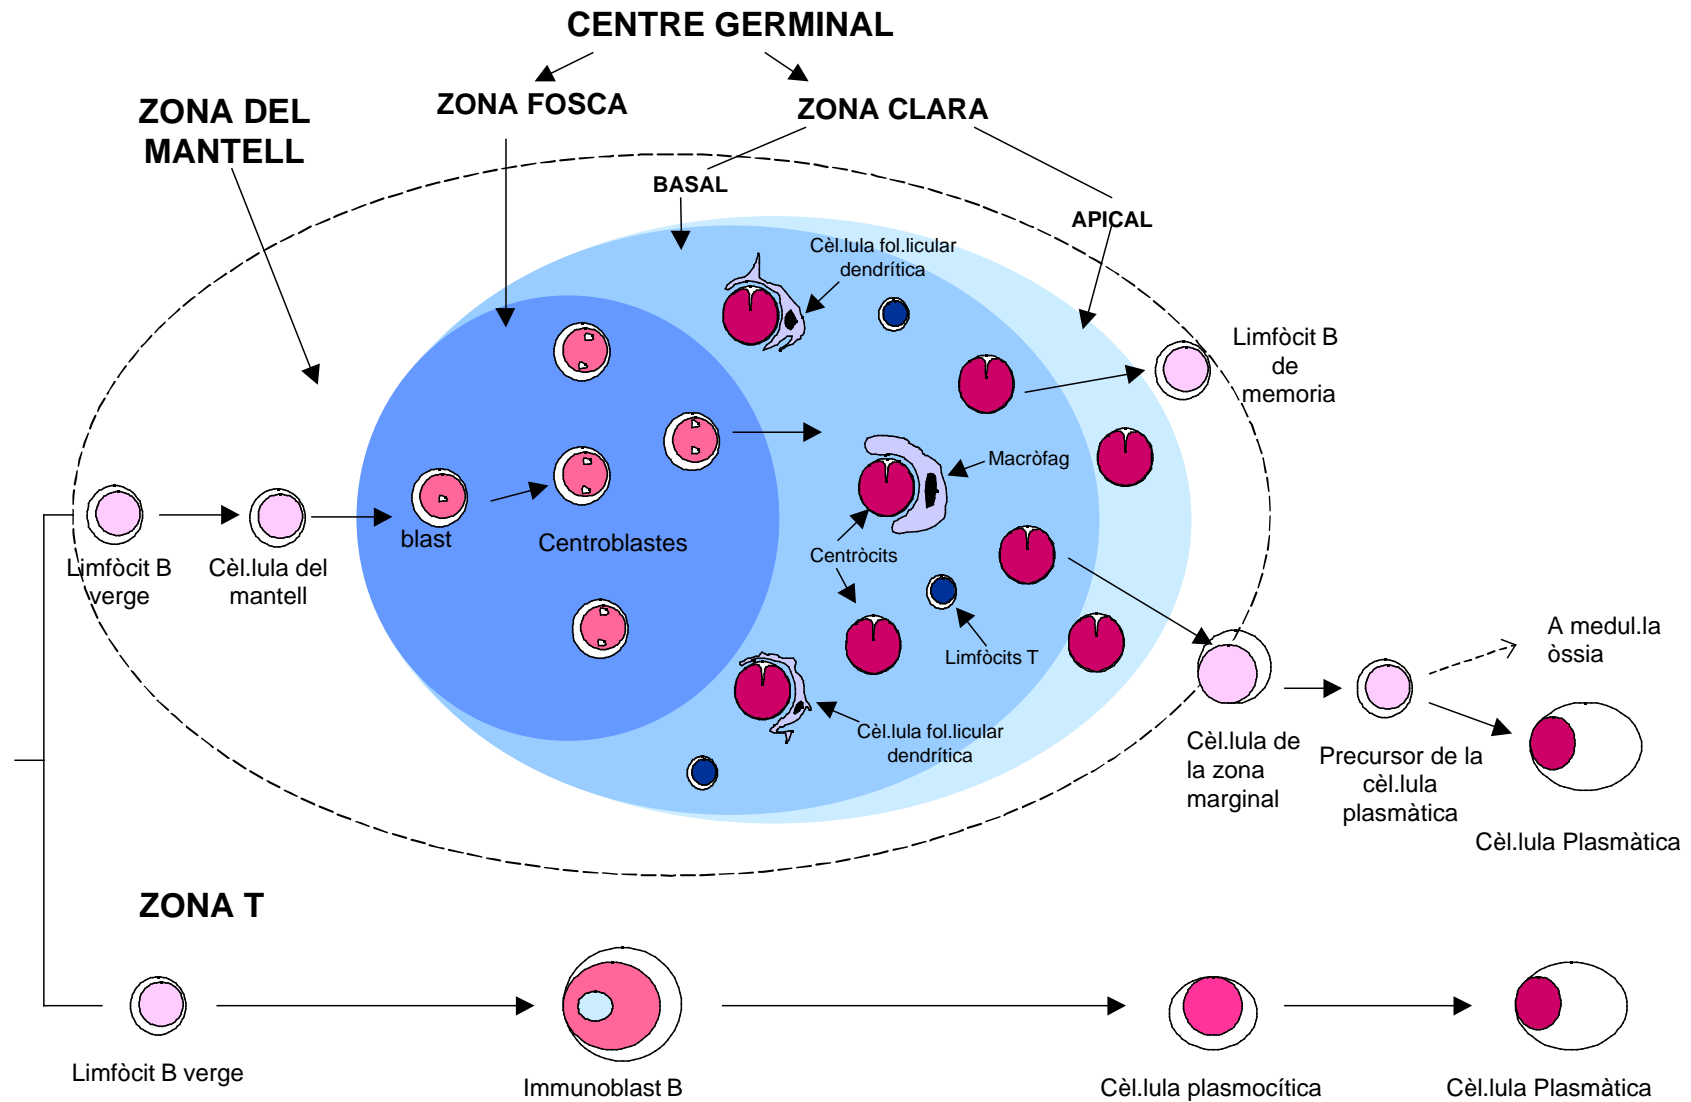 CENTRE GERMINAL
ZONA DEL
MANTELL
ZONA FOSCA
ZONA CLARA
BASAL
APICAL
Cèl.lula fol.licular
dendrítica
Limfòcit B
de
memoria
Macròfag
blast
Centroblastes
Centròcits
Limfòcit B
verge
Cèl.lula del
mantell
Limfòcits T
A medul.la
òssia
Cèl.lula fol.licular
dendrítica
Cèl.lula de
la zona
marginal
Precursor de la
cèl.lula
plasmàtica
Cèl.lula Plasmàtica
ZONA T
Limfòcit B verge
Immunoblast B
Cèl.lula plasmocítica
Cèl.lula Plasmàtica